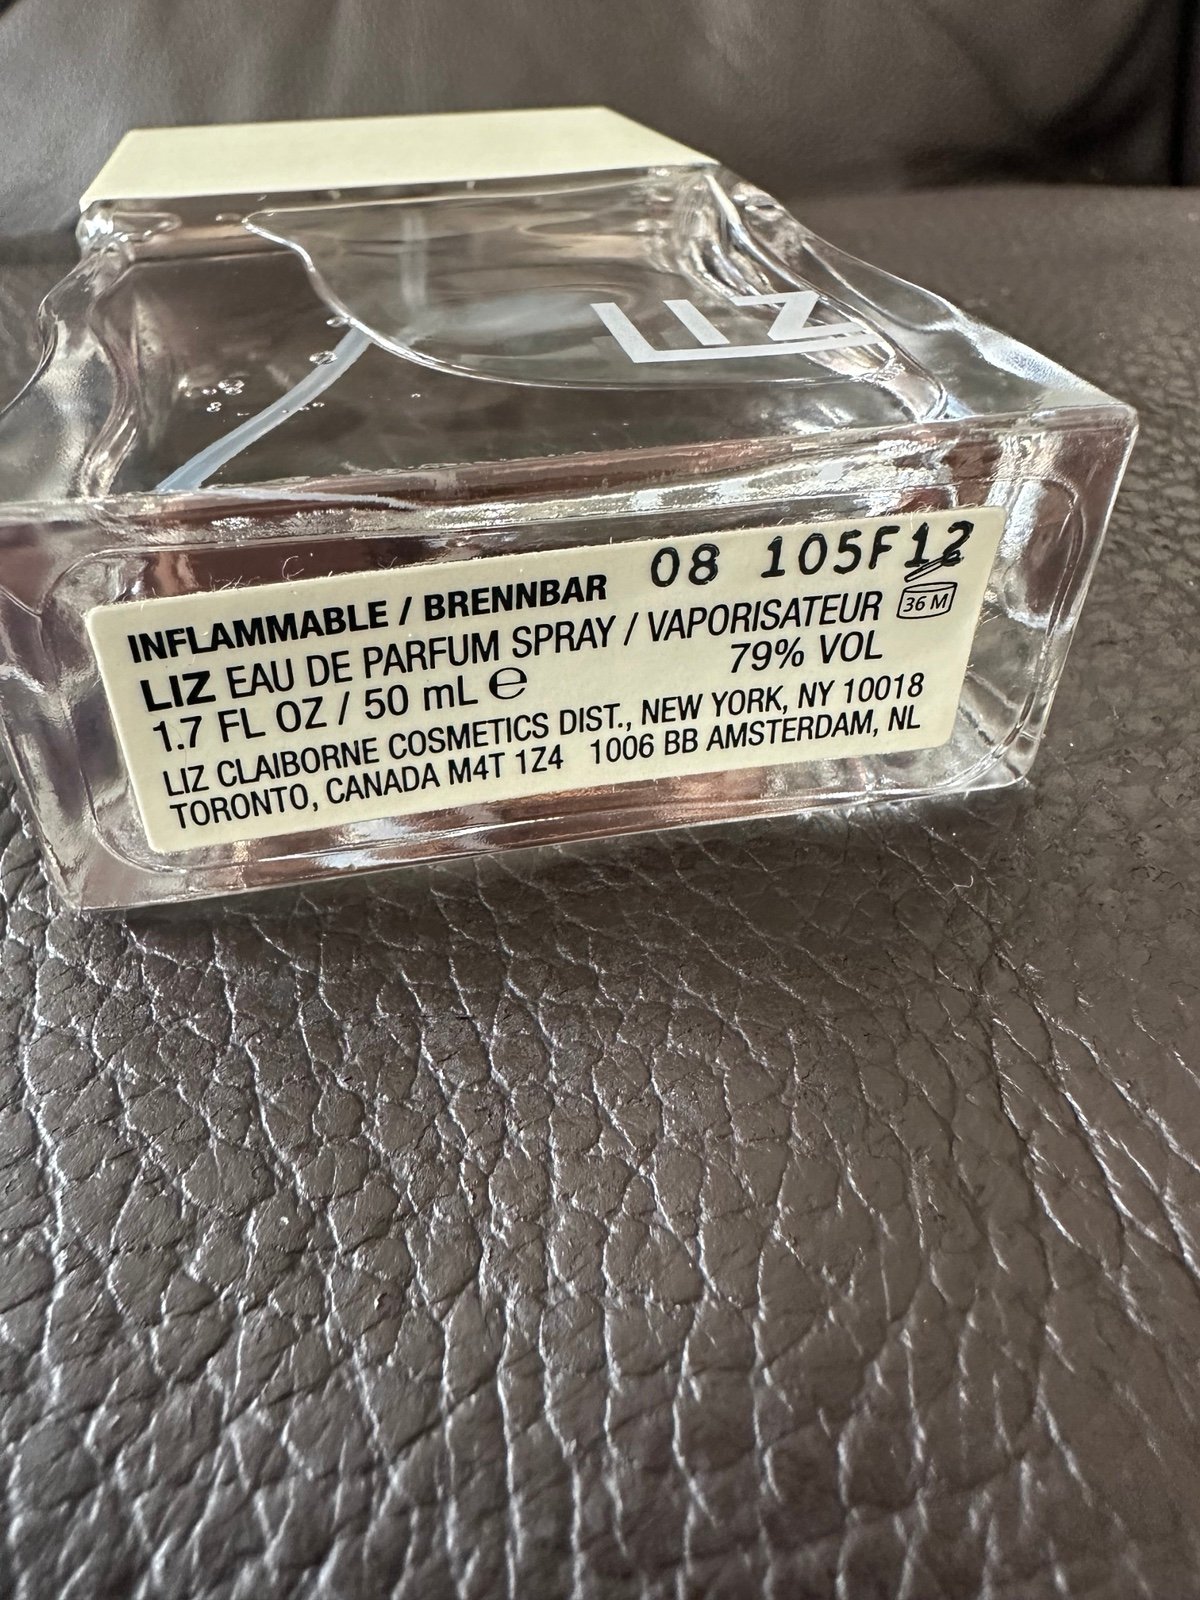 LIZ
08 105F12
INFLAMMABLE / BRENNBAR
LIZ EAU DE PARFUM SPRAY / VAPORISATEUR 36 M
1.7 FL OZ / 50 mL ℮ 79% VOL
LIZ CLAIBORNE COSMETICS DIST., NEW YORK, NY 10018
TORONTO, CANADA M4T 1Z4 1006 BB AMSTERDAM, NL